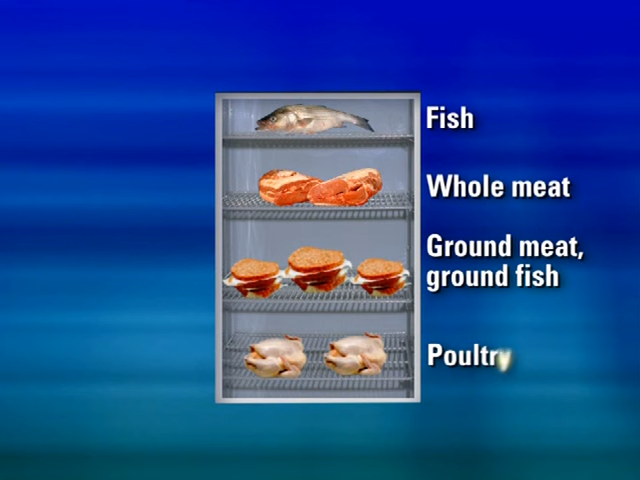 Fish
Whole meat
Ground meat,
ground fish
Poultry